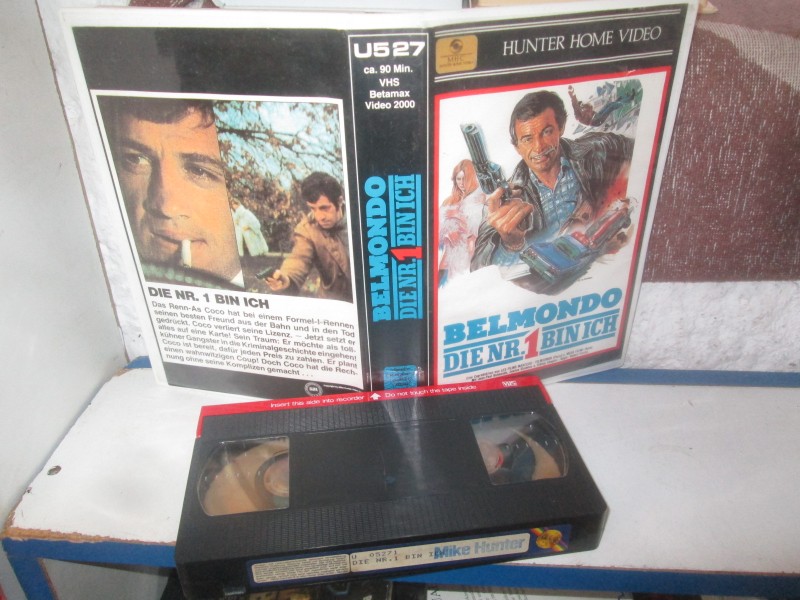 DIE NR. 1 BIN ICH
Das Renn-As Coco hat bei einem Formel-I-Rennen
seinen besten Freund aus der Bahn und in den Tod
gedrückt. Coco verliert seine Lizenz. – Jetzt setzt er
alles auf eine Karte! Sein Traum: Er möchte als toll-
kühner Gangster in die Kriminalgeschichte eingehen!
Coco ist bereit, dafür jeden Preis zu zahlen. Er plant
einen wahnwitzigen Coup! Doch Coco hat die Rech-
nung ohne seine Komplizen gemacht . . .
U527
ca. 90 Min.
VHS
Betamax
Video 2000
BELMONDO
DIE NR. 1 BIN ICH
HUNTER HOME VIDEO
BELMONDO
DIE NR. 1 BIN ICH
Insert this side into recorder
Do not touch the tape inside
VHS
U 05271
DIE NR.1 BIN
Mike Hunter